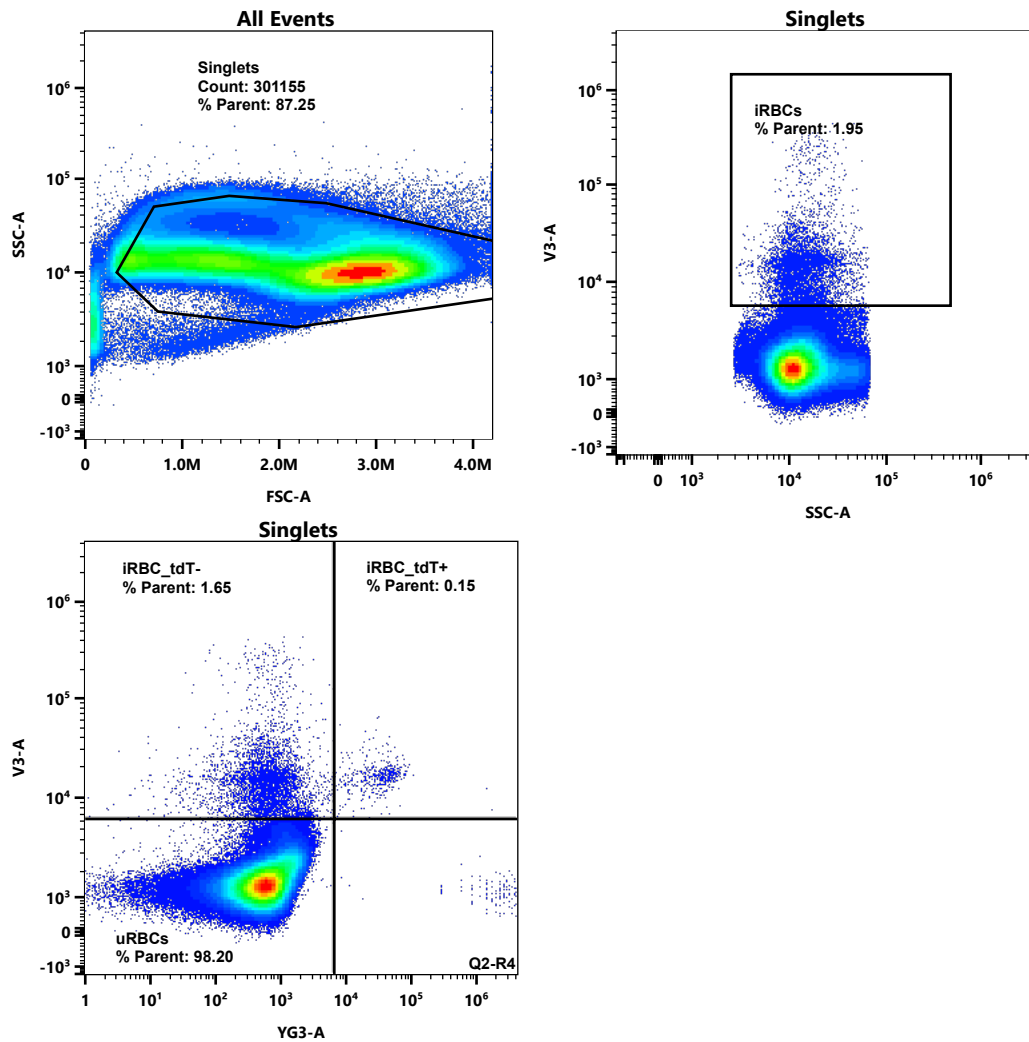 All Events
Singlets
Count: 301155
% Parent: 87.25
10⁶
10⁵
10⁴
10³
0
-10³
SSC-A
0
1.0M
2.0M
3.0M
4.0M
FSC-A
Singlets
iRBCs
% Parent: 1.95
10⁶
10⁵
10⁴
10³
0
-10³
V3-A
0
10³
10⁴
10⁵
10⁶
SSC-A
Singlets
iRBC_tdT-
% Parent: 1.65
iRBC_tdT+
% Parent: 0.15
10⁶
10⁵
10⁴
10³
0
-10³
V3-A
uRBCs
% Parent: 98.20
Q2-R4
1
10¹
10²
10³
10⁴
10⁵
10⁶
YG3-A